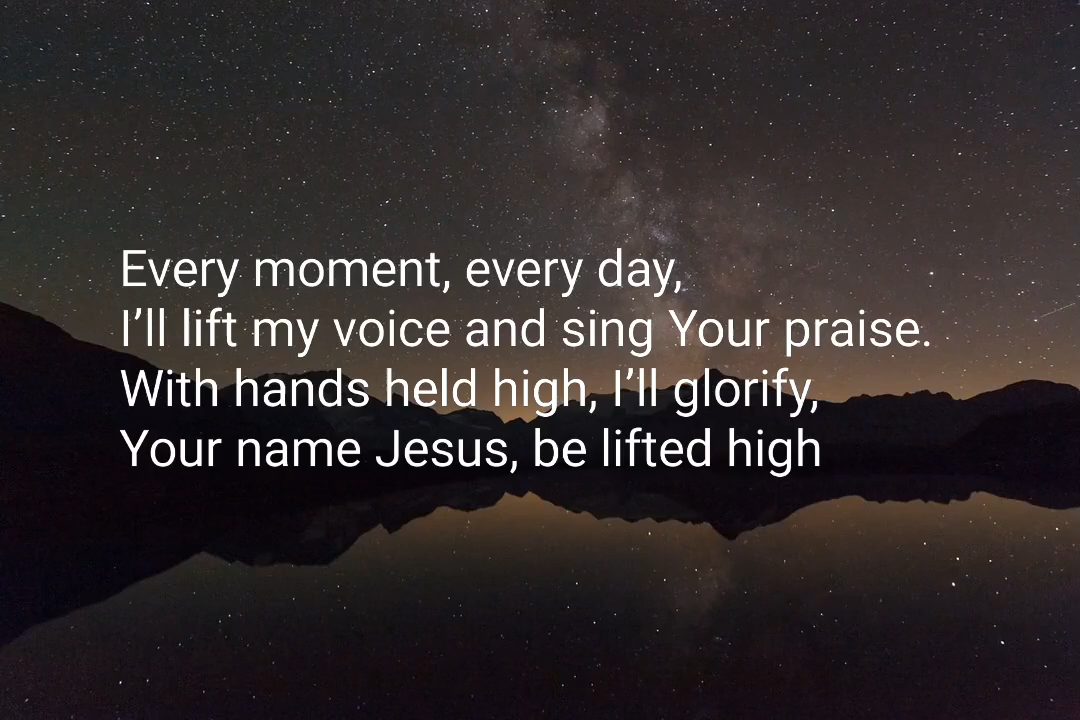 Every moment, every day,
I’ll lift my voice and sing Your praise.
With hands held high, I’ll glorify,
Your name Jesus, be lifted high